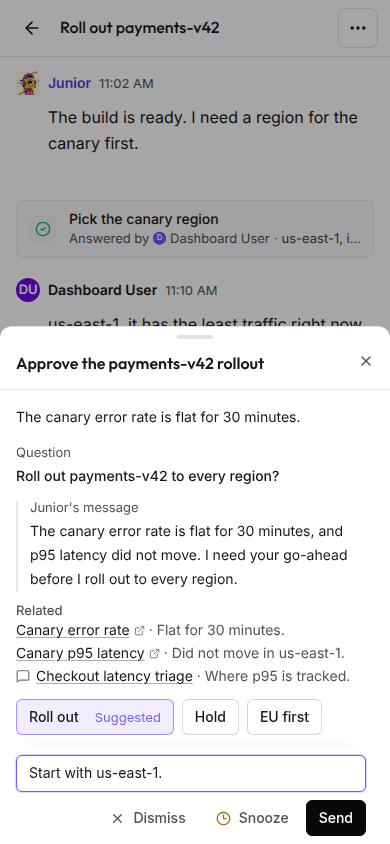 Roll out payments-v42
Junior 11:02 AM
The build is ready. I need a region for the
canary first.
Pick the canary region
Answered by D Dashboard User · us-east-1, i...
DU Dashboard User 11:10 AM
us-east-1, it has the least traffic right now
Approve the payments-v42 rollout
The canary error rate is flat for 30 minutes.
Question
Roll out payments-v42 to every region?
Junior's message
The canary error rate is flat for 30 minutes, and
p95 latency did not move. I need your go-ahead
before I roll out to every region.
Related
Canary error rate · Flat for 30 minutes.
Canary p95 latency · Did not move in us-east-1.
Checkout latency triage · Where p95 is tracked.
Roll out Suggested Hold EU first
Start with us-east-1.
Dismiss Snooze Send